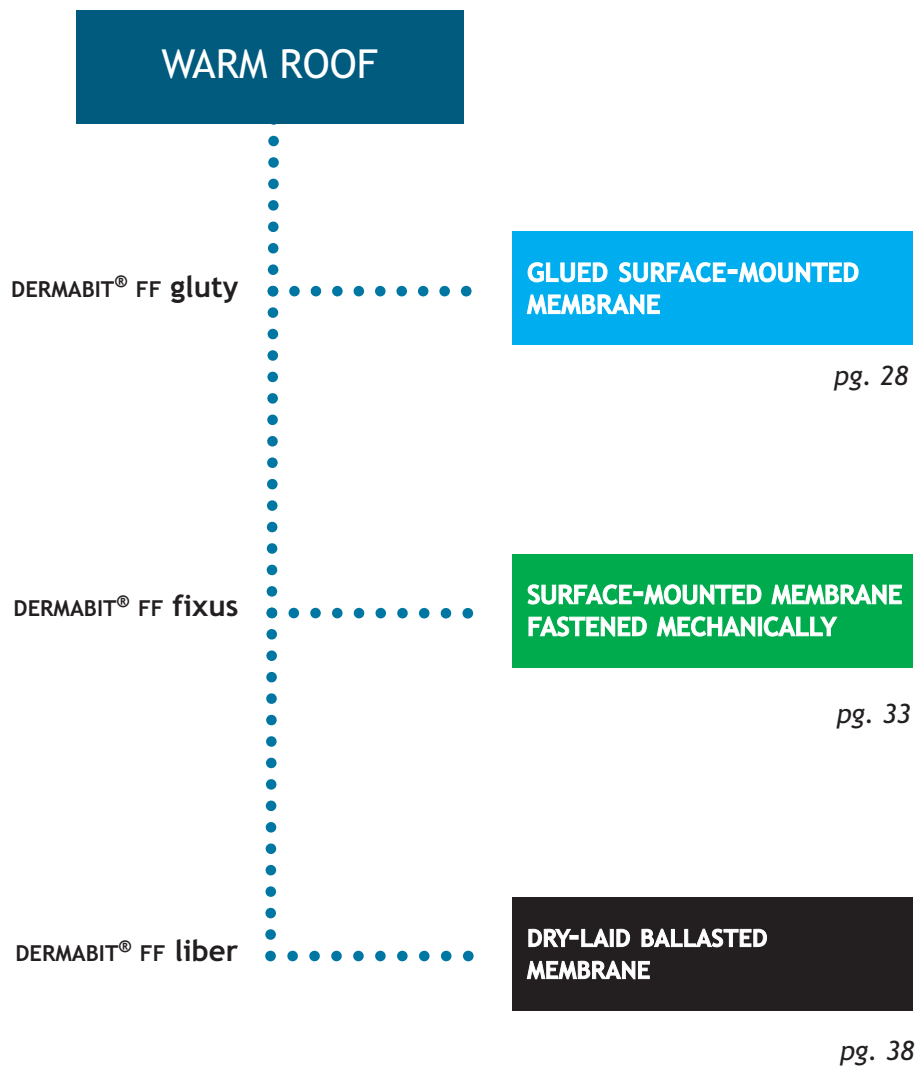 WARM ROOF
DERMABIT® FF gluty
GLUED SURFACE-MOUNTED
MEMBRANE
pg. 28
DERMABIT® FF fixus
SURFACE-MOUNTED MEMBRANE
FASTENED MECHANICALLY
pg. 33
DERMABIT® FF liber
DRY-LAID BALLASTED
MEMBRANE
pg. 38